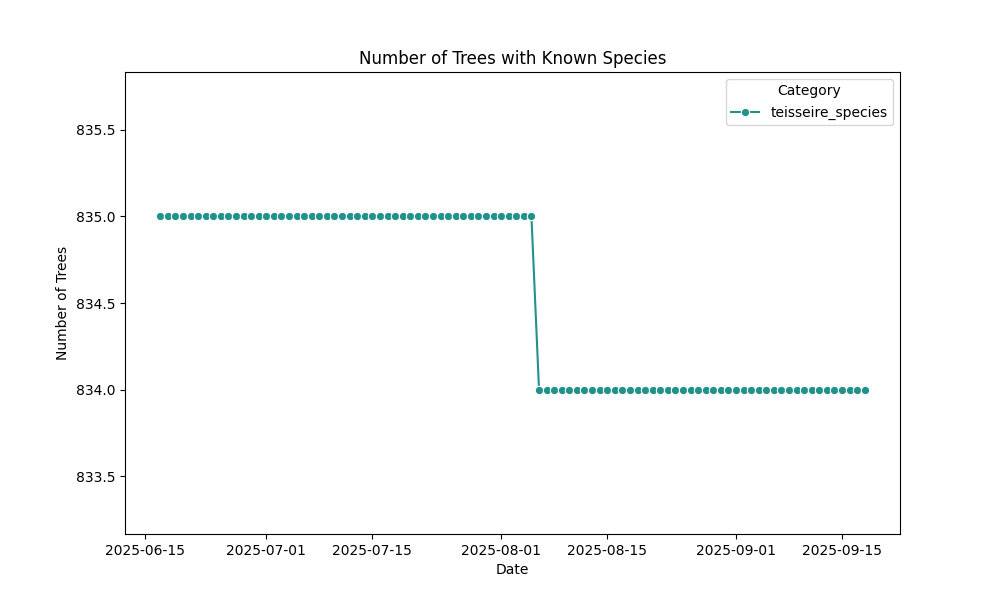 Number of Trees with Known Species
Category
teisseire_species
835.5
835.0
834.5
834.0
833.5
Number of Trees
2025-06-15
2025-07-01
2025-07-15
2025-08-01
2025-08-15
2025-09-01
2025-09-15
Date